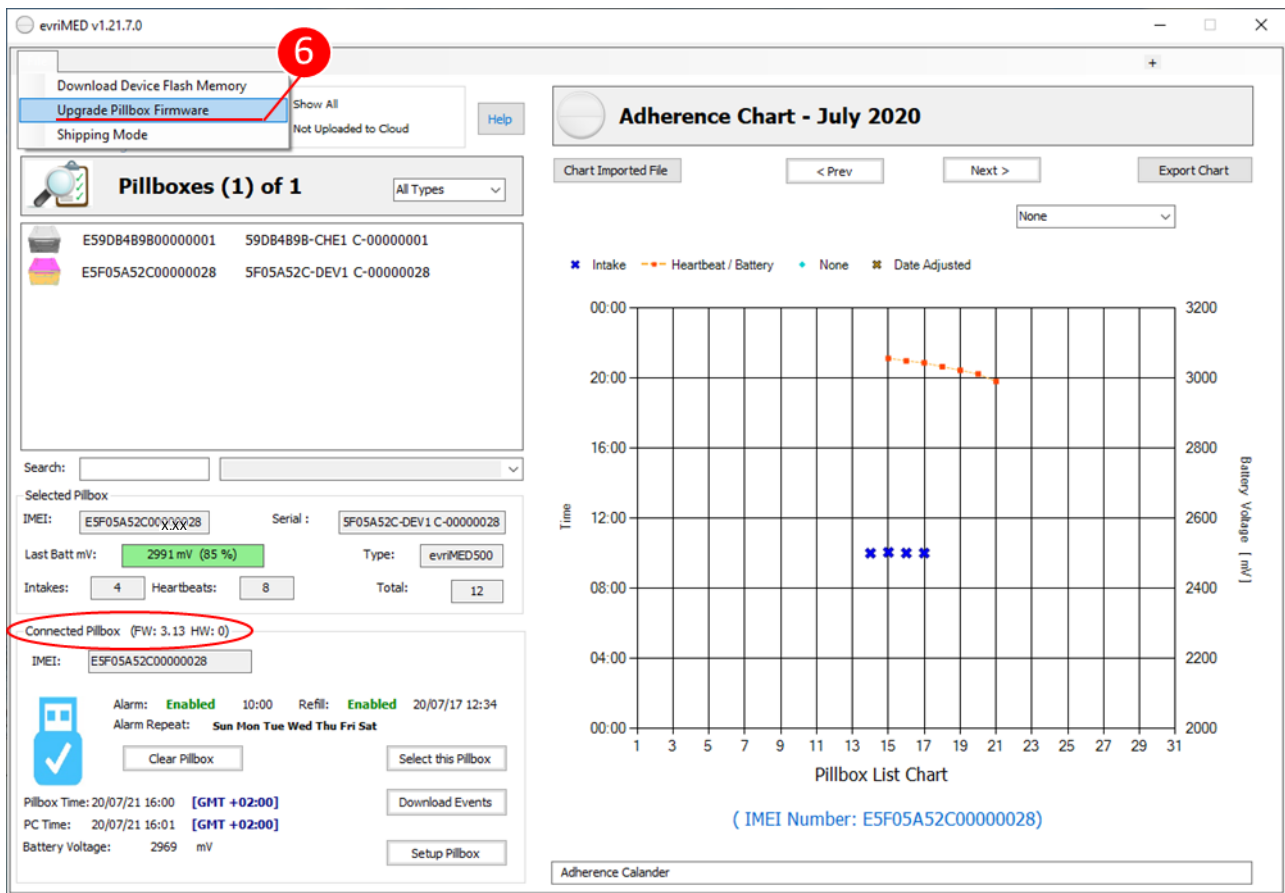 evriMED v1.21.7.0
6
+
Download Device Flash Memory
Upgrade Pillbox Firmware
Shipping Mode
Show All
Not Uploaded to Cloud
Help
Pillboxes (1) of 1
All Types
E59DB4B9B00000001 59DB4B9B-CHE1 C-00000001
E5F05A52C00000028 5F05A52C-DEV1 C-00000028
Search:
Selected Pillbox
IMEI: E5F05A52C00000028 Serial : 5F05A52C-DEV1 C-00000028
x.xx
Last Batt mV: 2991 mV (85 %) Type: evriMED500
Intakes: 4 Heartbeats: 8 Total: 12
Connected Pillbox (FW: 3.13 HW: 0)
IMEI: E5F05A52C00000028
Alarm: Enabled 10:00 Refill: Enabled 20/07/17 12:34
Alarm Repeat: Sun Mon Tue Wed Thu Fri Sat
Clear Pillbox Select this Pillbox
Pillbox Time: 20/07/21 16:00 [GMT +02:00] Download Events
PC Time: 20/07/21 16:01 [GMT +02:00]
Battery Voltage: 2969 mV Setup Pillbox
Adherence Chart - July 2020
Chart Imported File < Prev Next > Export Chart
None
Intake Heartbeat / Battery None Date Adjusted
00:00 3200
20:00 3000
16:00 2800
12:00 2600
08:00 2400
04:00 2200
00:00 2000
Time
Battery Voltage [ mV ]
1 3 5 7 9 11 13 15 17 19 21 23 25 27 29 31
Pillbox List Chart
( IMEI Number: E5F05A52C00000028)
Adherence Calander